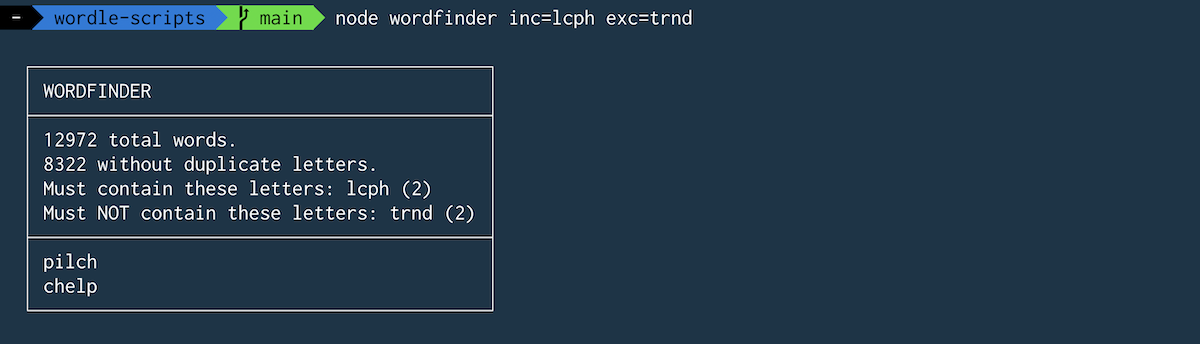 ~ wordle-scripts main node wordfinder inc=lcph exc=trnd
WORDFINDER
12972 total words.
8322 without duplicate letters.
Must contain these letters: lcph (2)
Must NOT contain these letters: trnd (2)
pilch
chelp